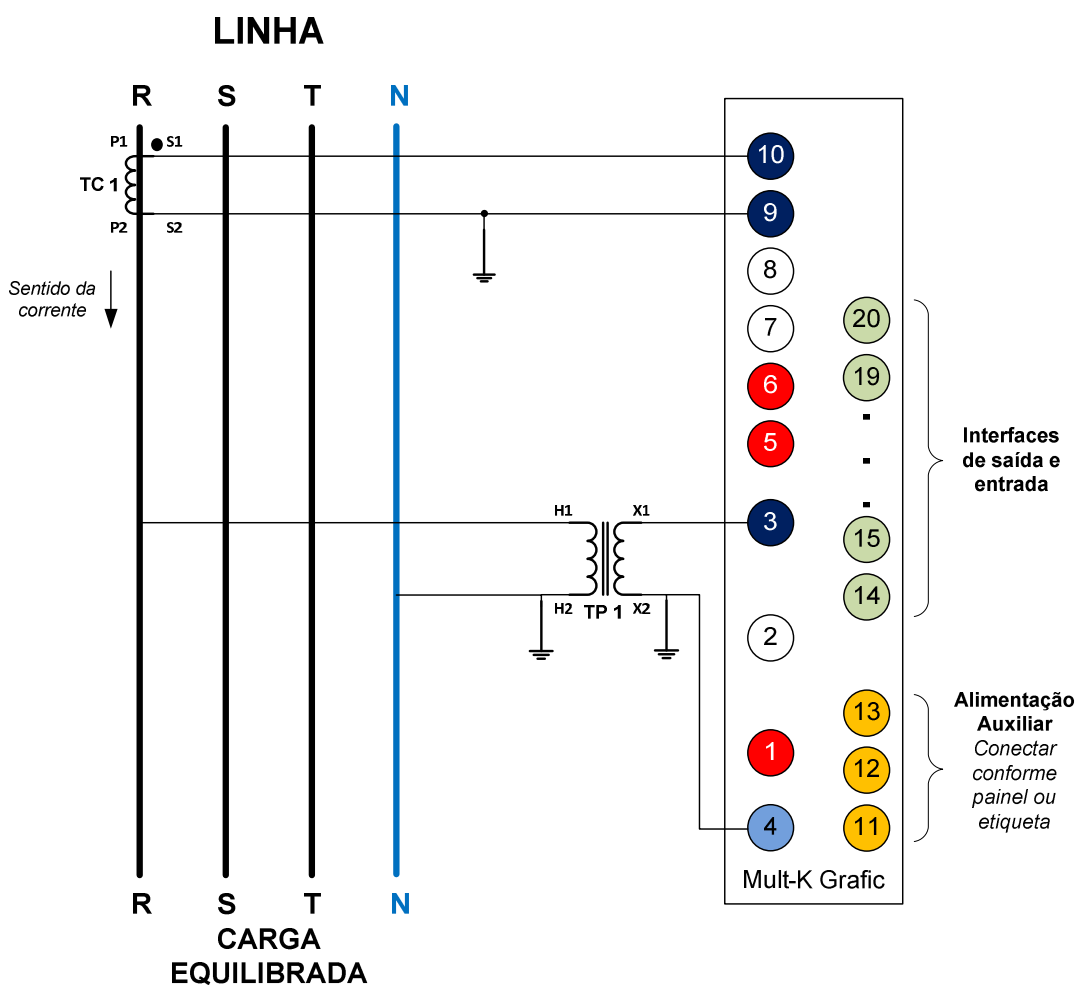 LINHA
R S T N
P1 S1
TC 1
P2 S2
Sentido da
corrente
10
9
8
7
6
5
3
2
1
4
20
19
15
14
13
12
11
Interfaces
de saída e
entrada
H1 X1
H2 TP 1 X2
Alimentação
Auxiliar
Conectar
conforme
painel ou
etiqueta
Mult-K Grafic
R S T N
CARGA
EQUILIBRADA